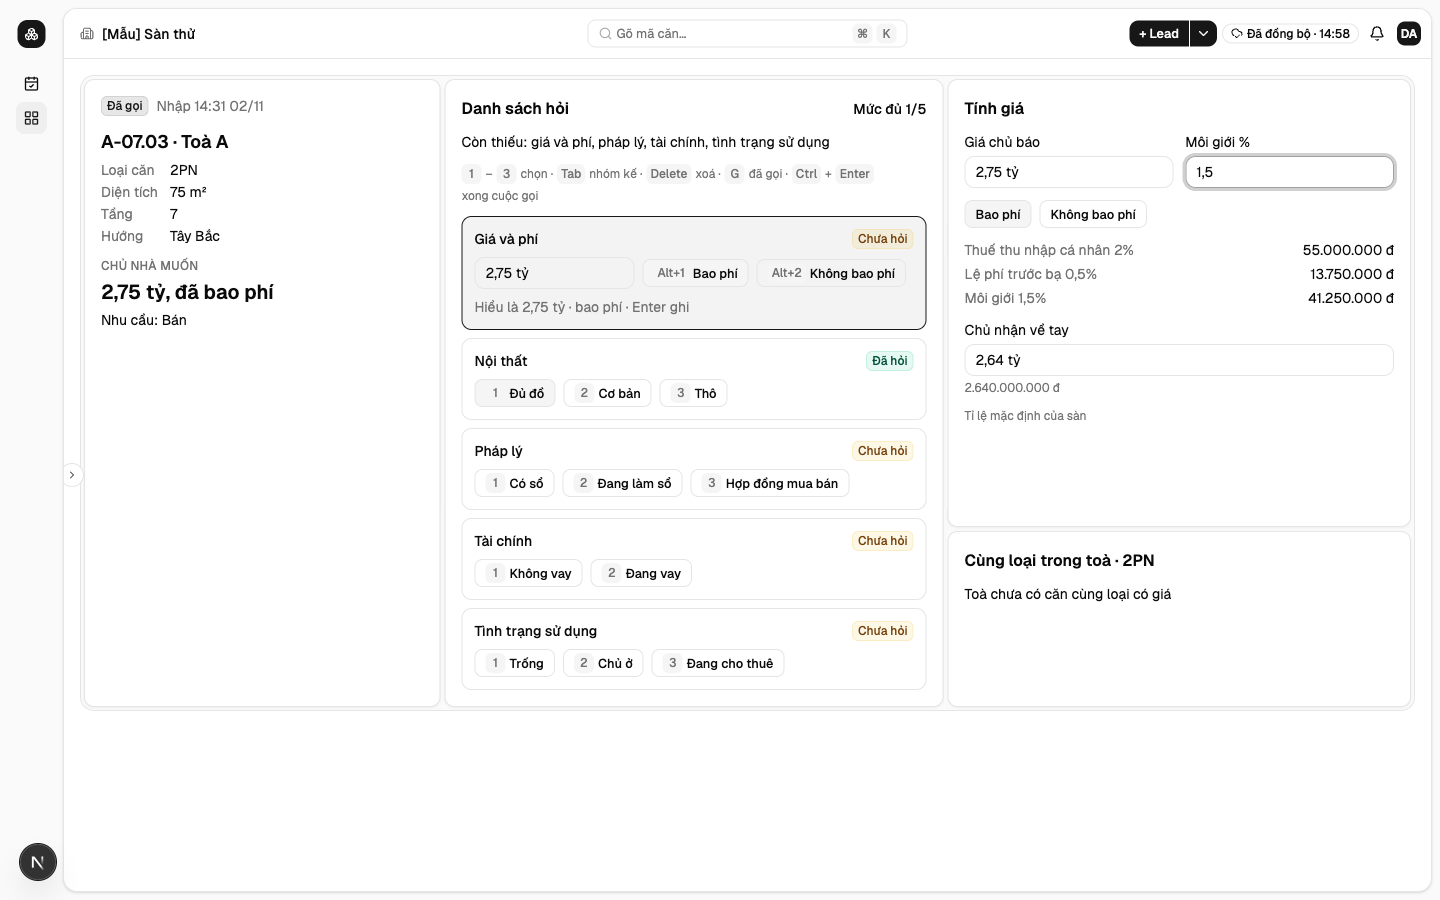 [Mẫu] Sàn thử
Gõ mã căn...
⌘ K
+ Lead
Đã đồng bộ · 14:58
DA
Đã gọi Nhập 14:31 02/11
A-07.03 · Toà A
Loại căn 2PN
Diện tích 75 m²
Tầng 7
Hướng Tây Bắc
CHỦ NHÀ MUỐN
2,75 tỷ, đã bao phí
Nhu cầu: Bán
Danh sách hỏi Mức đủ 1/5
Còn thiếu: giá và phí, pháp lý, tài chính, tình trạng sử dụng
1 – 3 chọn · Tab nhóm kế · Delete xoá · G đã gọi · Ctrl + Enter
xong cuộc gọi
Giá và phí Chưa hỏi
2,75 tỷ Alt+1 Bao phí Alt+2 Không bao phí
Hiểu là 2,75 tỷ · bao phí · Enter ghi
Nội thất Đã hỏi
1 Đủ đồ 2 Cơ bản 3 Thô
Pháp lý Chưa hỏi
1 Có sổ 2 Đang làm sổ 3 Hợp đồng mua bán
Tài chính Chưa hỏi
1 Không vay 2 Đang vay
Tình trạng sử dụng Chưa hỏi
1 Trống 2 Chủ ở 3 Đang cho thuê
Tính giá
Giá chủ báo Môi giới %
2,75 tỷ 1,5
Bao phí Không bao phí
Thuế thu nhập cá nhân 2% 55.000.000 đ
Lệ phí trước bạ 0,5% 13.750.000 đ
Môi giới 1,5% 41.250.000 đ
Chủ nhận về tay
2,64 tỷ
2.640.000.000 đ
Tỉ lệ mặc định của sàn
Cùng loại trong toà · 2PN
Toà chưa có căn cùng loại có giá
N